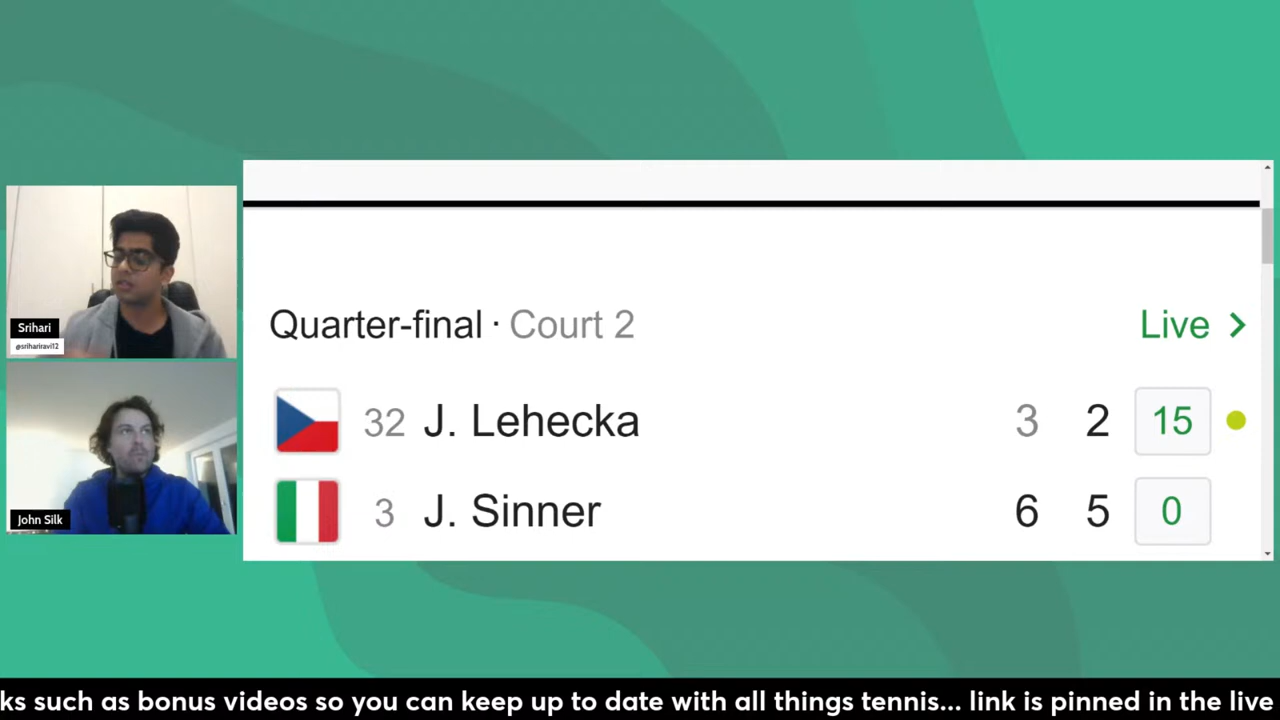 Quarter-final · Court 2
Live
32 J. Lehecka 3 2 15
3 J. Sinner 6 5 0
Srihari
@srihariravi12
John Silk
ks such as bonus videos so you can keep up to date with all things tennis... link is pinned in the live